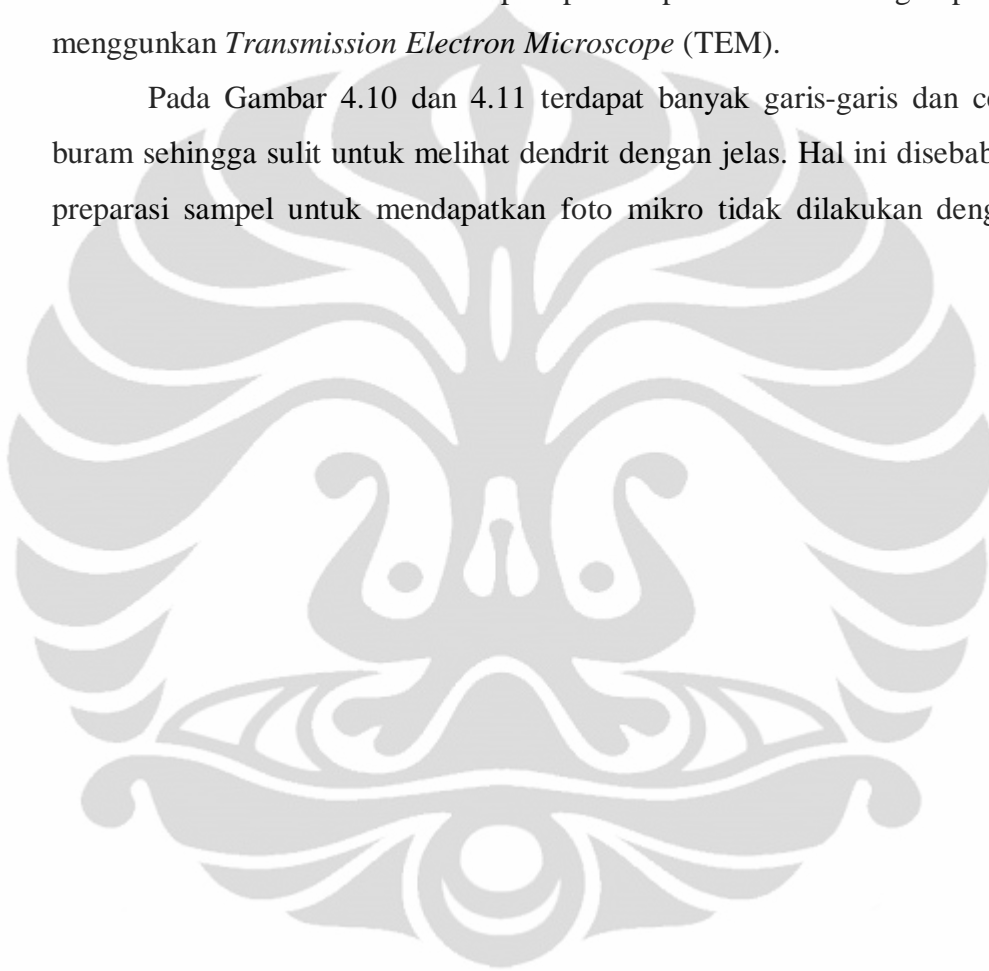 menggunkan Transmission Electron Microscope (TEM).
Pada Gambar 4.10 dan 4.11 terdapat banyak garis-garis dan
buram sehingga sulit untuk melihat dendrit dengan jelas. Hal ini
preparasi sampel untuk mendapatkan foto mikro tidak dilakukan